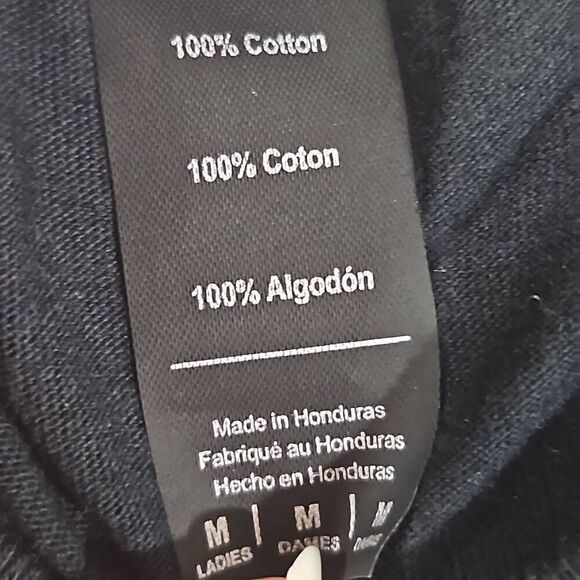 100% Cotton
100% Coton
100% Algodón
Made in Honduras
Fabriqué au Honduras
Hecho en Honduras
M | M | M
LADIES DAMES